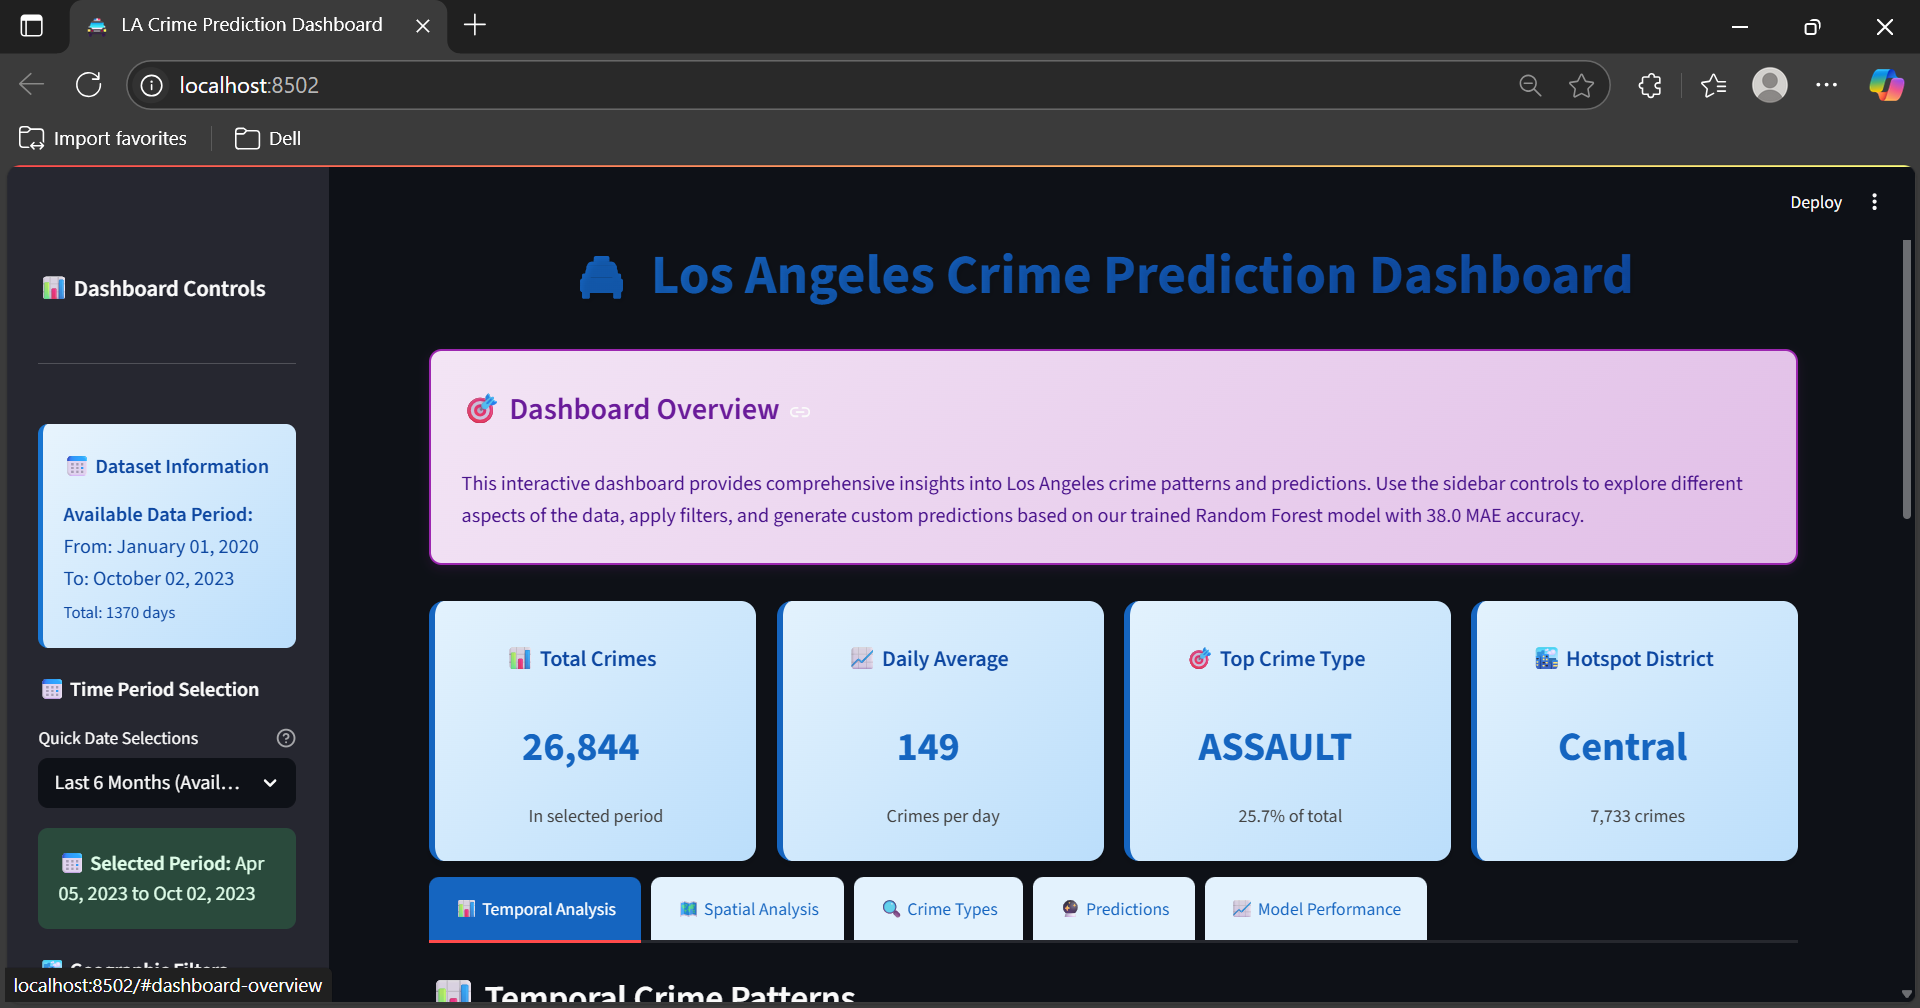 LA Crime Prediction Dashboard
localhost:8502
Import favorites
Dell
Deploy
Dashboard Controls
Dataset Information
Available Data Period:
From: January 01, 2020
To: October 02, 2023
Total: 1370 days
Time Period Selection
Quick Date Selections
Last 6 Months (Avail...
Selected Period: Apr
05, 2023 to Oct 02, 2023
Geographic Filters
localhost:8502/#dashboard-overview
Los Angeles Crime Prediction Dashboard
Dashboard Overview
This interactive dashboard provides comprehensive insights into Los Angeles crime patterns and predictions. Use the sidebar controls to explore different
aspects of the data, apply filters, and generate custom predictions based on our trained Random Forest model with 38.0 MAE accuracy.
Total Crimes
26,844
In selected period
Daily Average
149
Crimes per day
Top Crime Type
ASSAULT
25.7% of total
Hotspot District
Central
7,733 crimes
Temporal Analysis
Spatial Analysis
Crime Types
Predictions
Model Performance
Temporal Crime Patterns